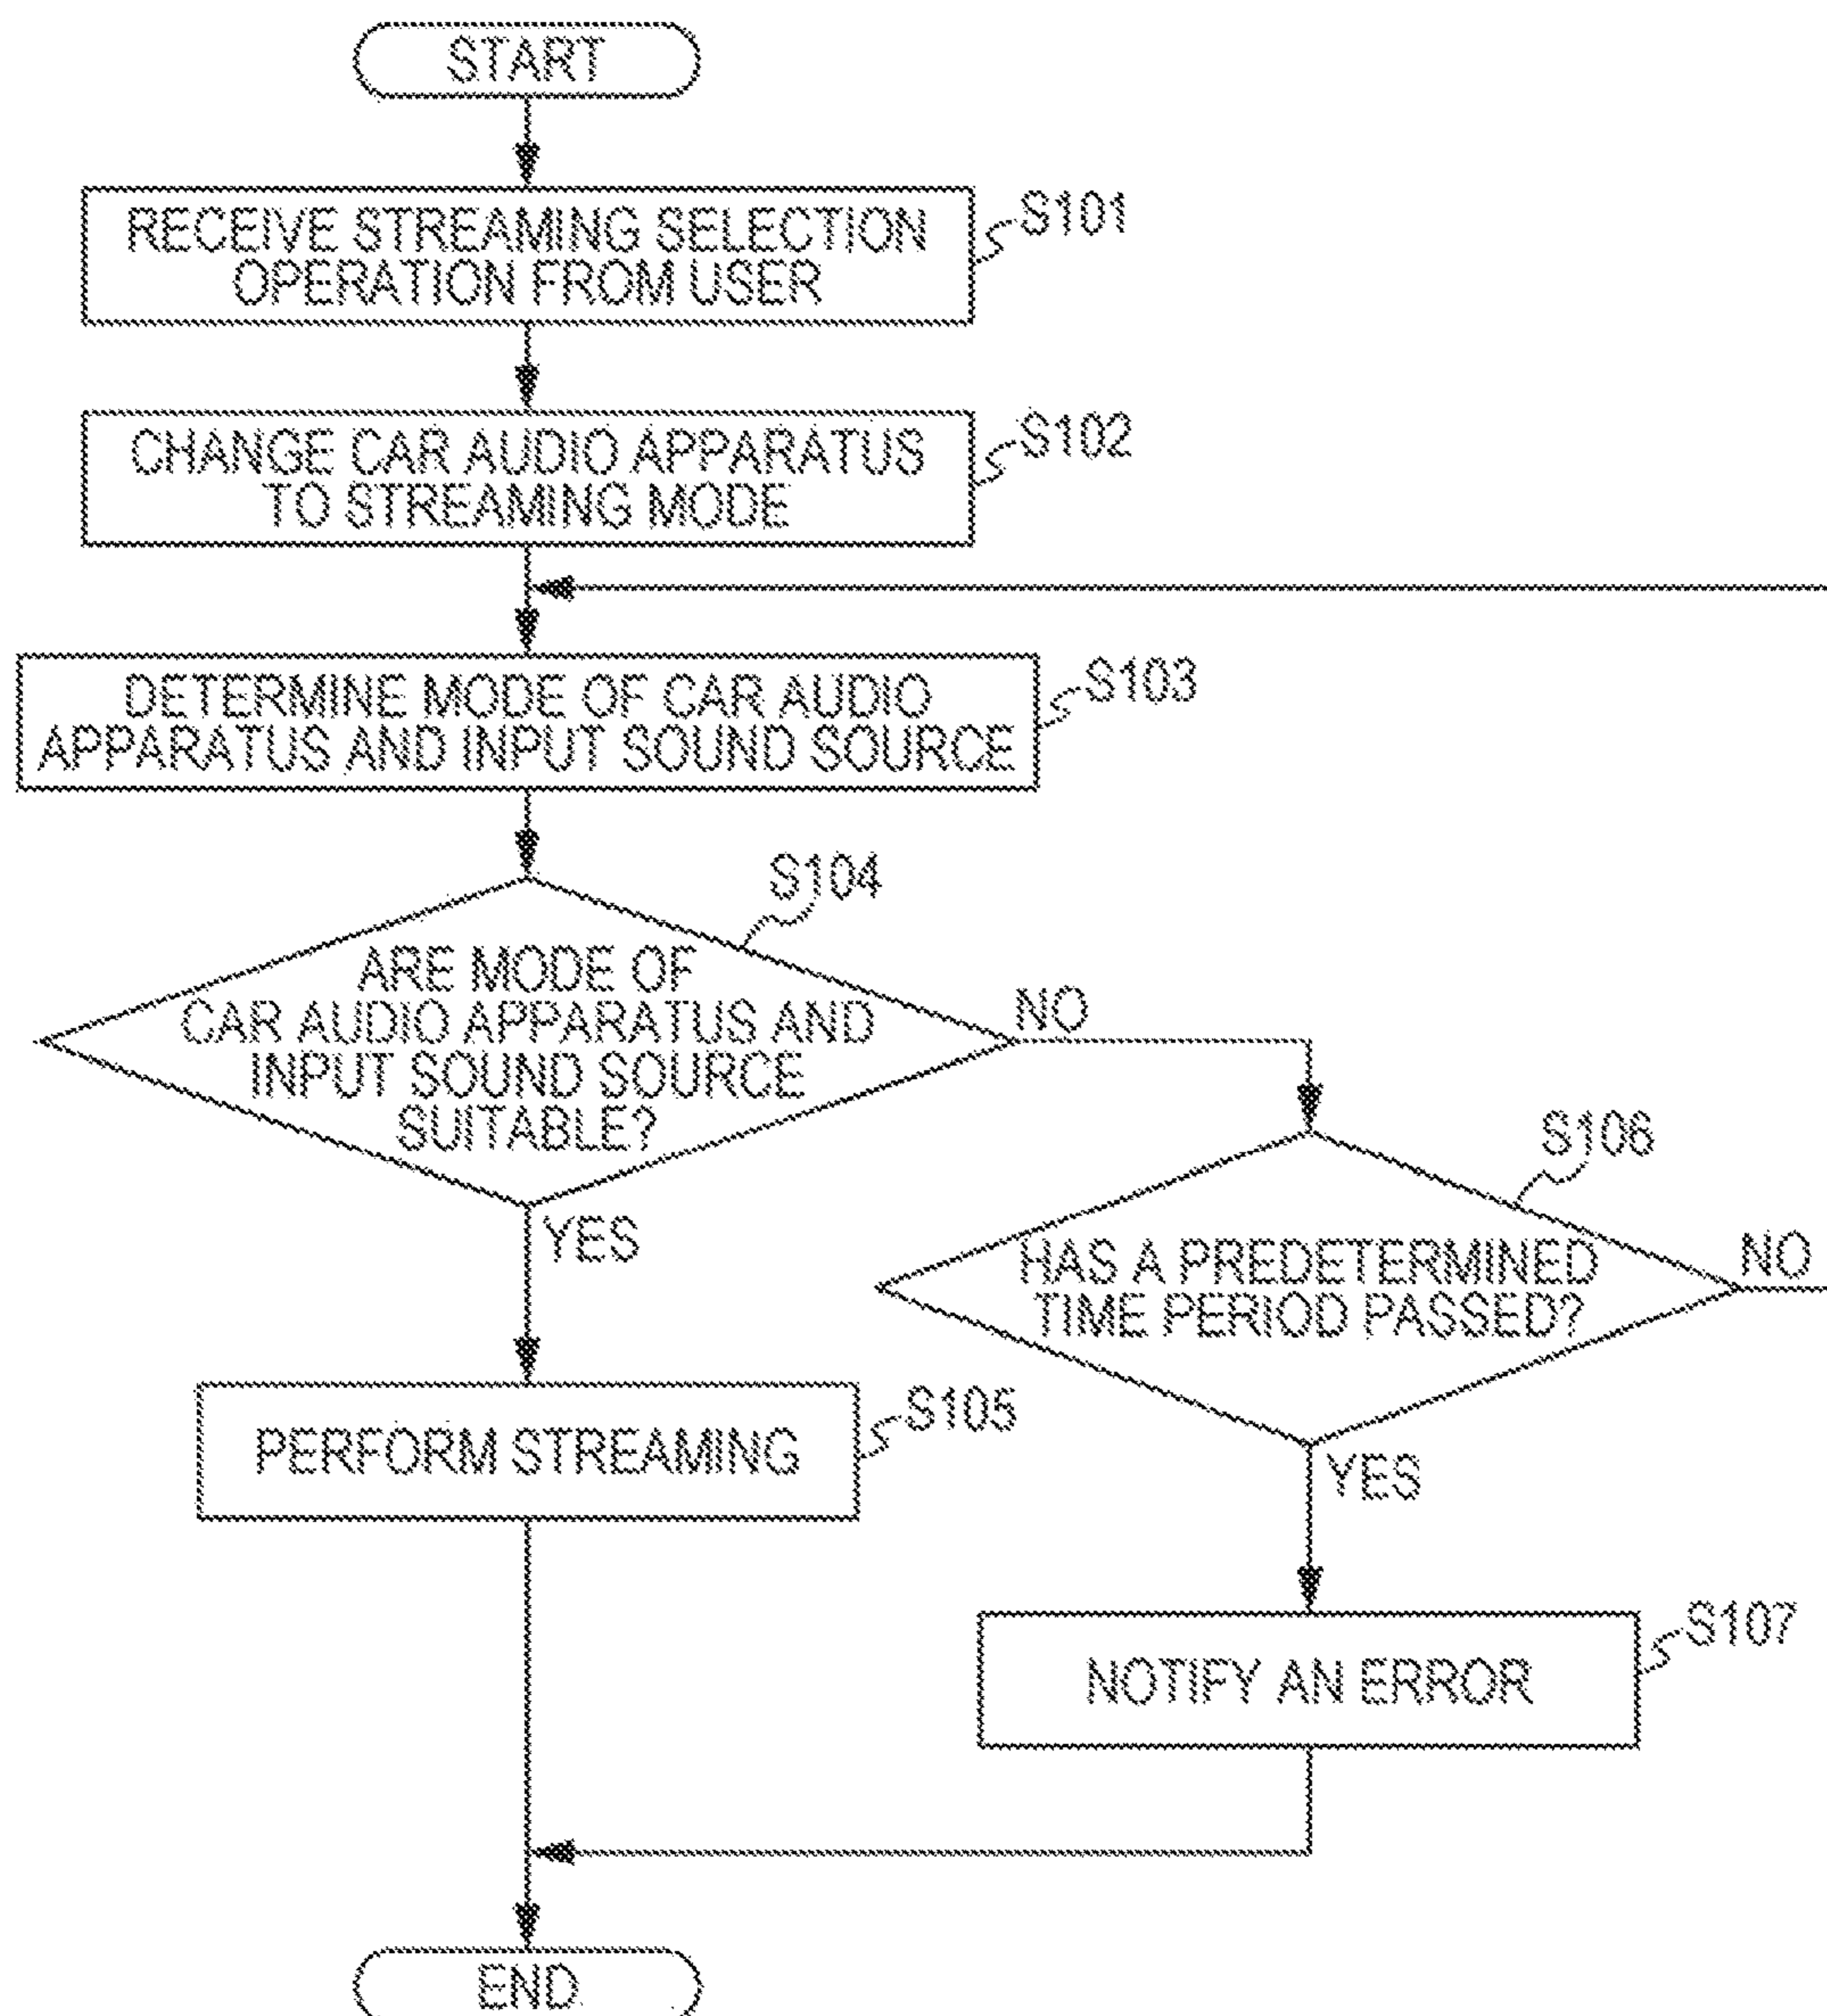 START
RECEIVE STREAMING SELECTION
OPERATION FROM USER
S101
CHANGE CAR AUDIO APPARATUS
TO STREAMING MODE
S102
DETERMINE MODE OF CAR AUDIO
APPARATUS AND INPUT SOUND SOURCE
S103
S104
ARE MODE OF
CAR AUDIO APPARATUS AND
INPUT SOUND SOURCE
SUITABLE?
NO
YES
S106
HAS A PREDETERMINED
TIME PERIOD PASSED?
NO
YES
PERFORM STREAMING
S105
NOTIFY AN ERROR
S107
END